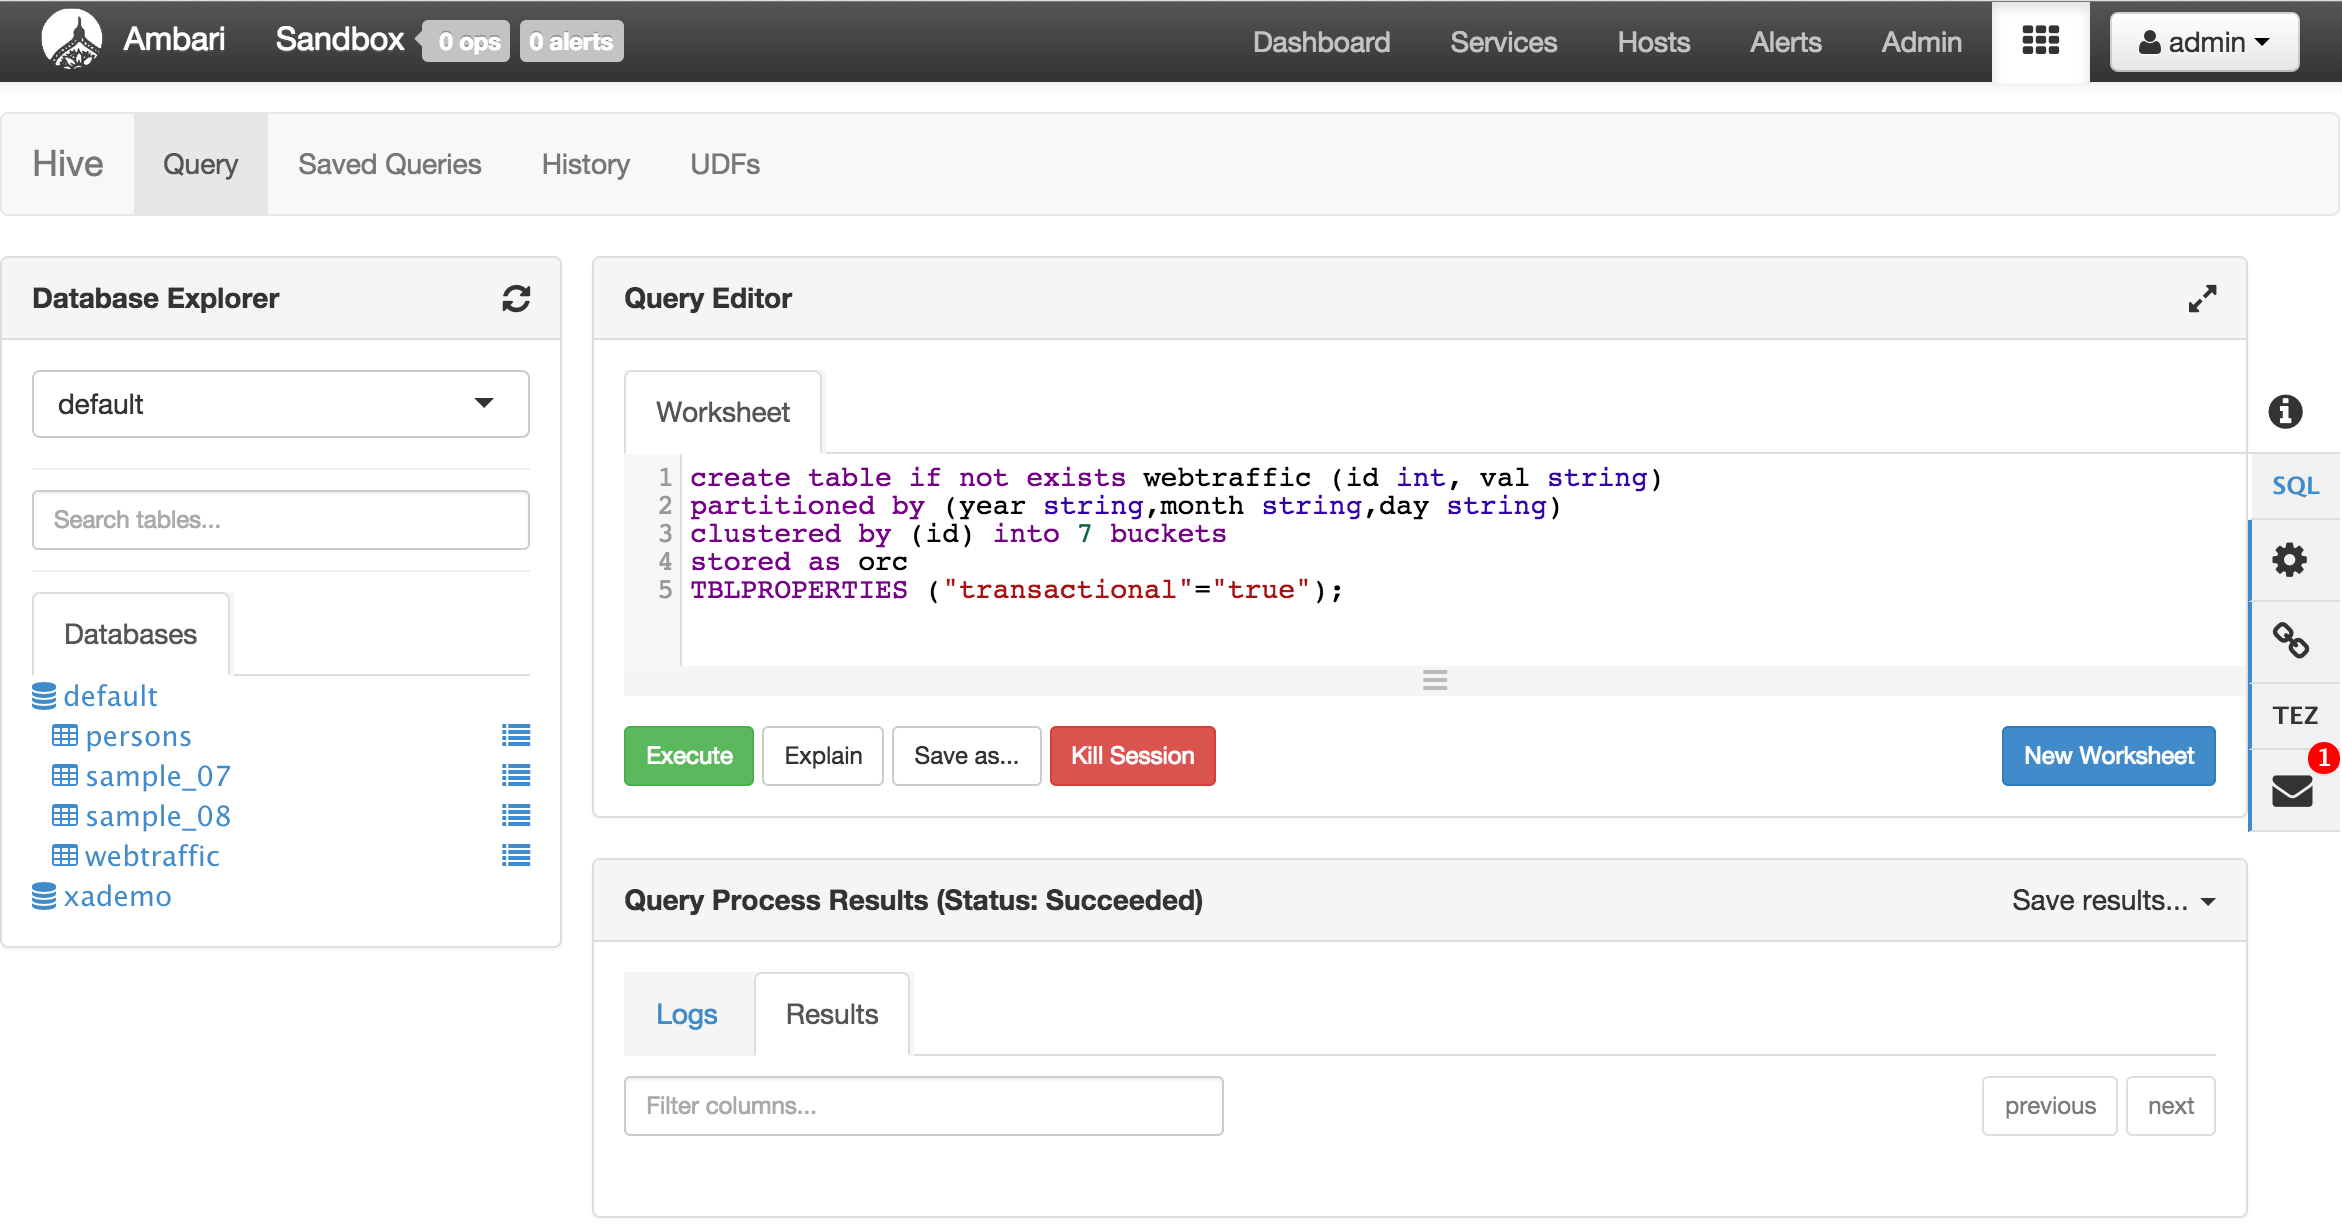 Ambari Sandbox 0 ops 0 alerts Dashboard Services Hosts Alerts Admin admin
Hive Query Saved Queries History UDFs
Database Explorer
default
Search tables...
Databases
default
persons
sample_07
sample_08
webtraffic
xademo
Query Editor
Worksheet
1 create table if not exists webtraffic (id int, val string)
2 partitioned by (year string,month string,day string)
3 clustered by (id) into 7 buckets
4 stored as orc
5 TBLPROPERTIES ("transactional"="true");
Execute Explain Save as... Kill Session New Worksheet
SQL
TEZ
1
Query Process Results (Status: Succeeded) Save results...
Logs Results
Filter columns... previous next